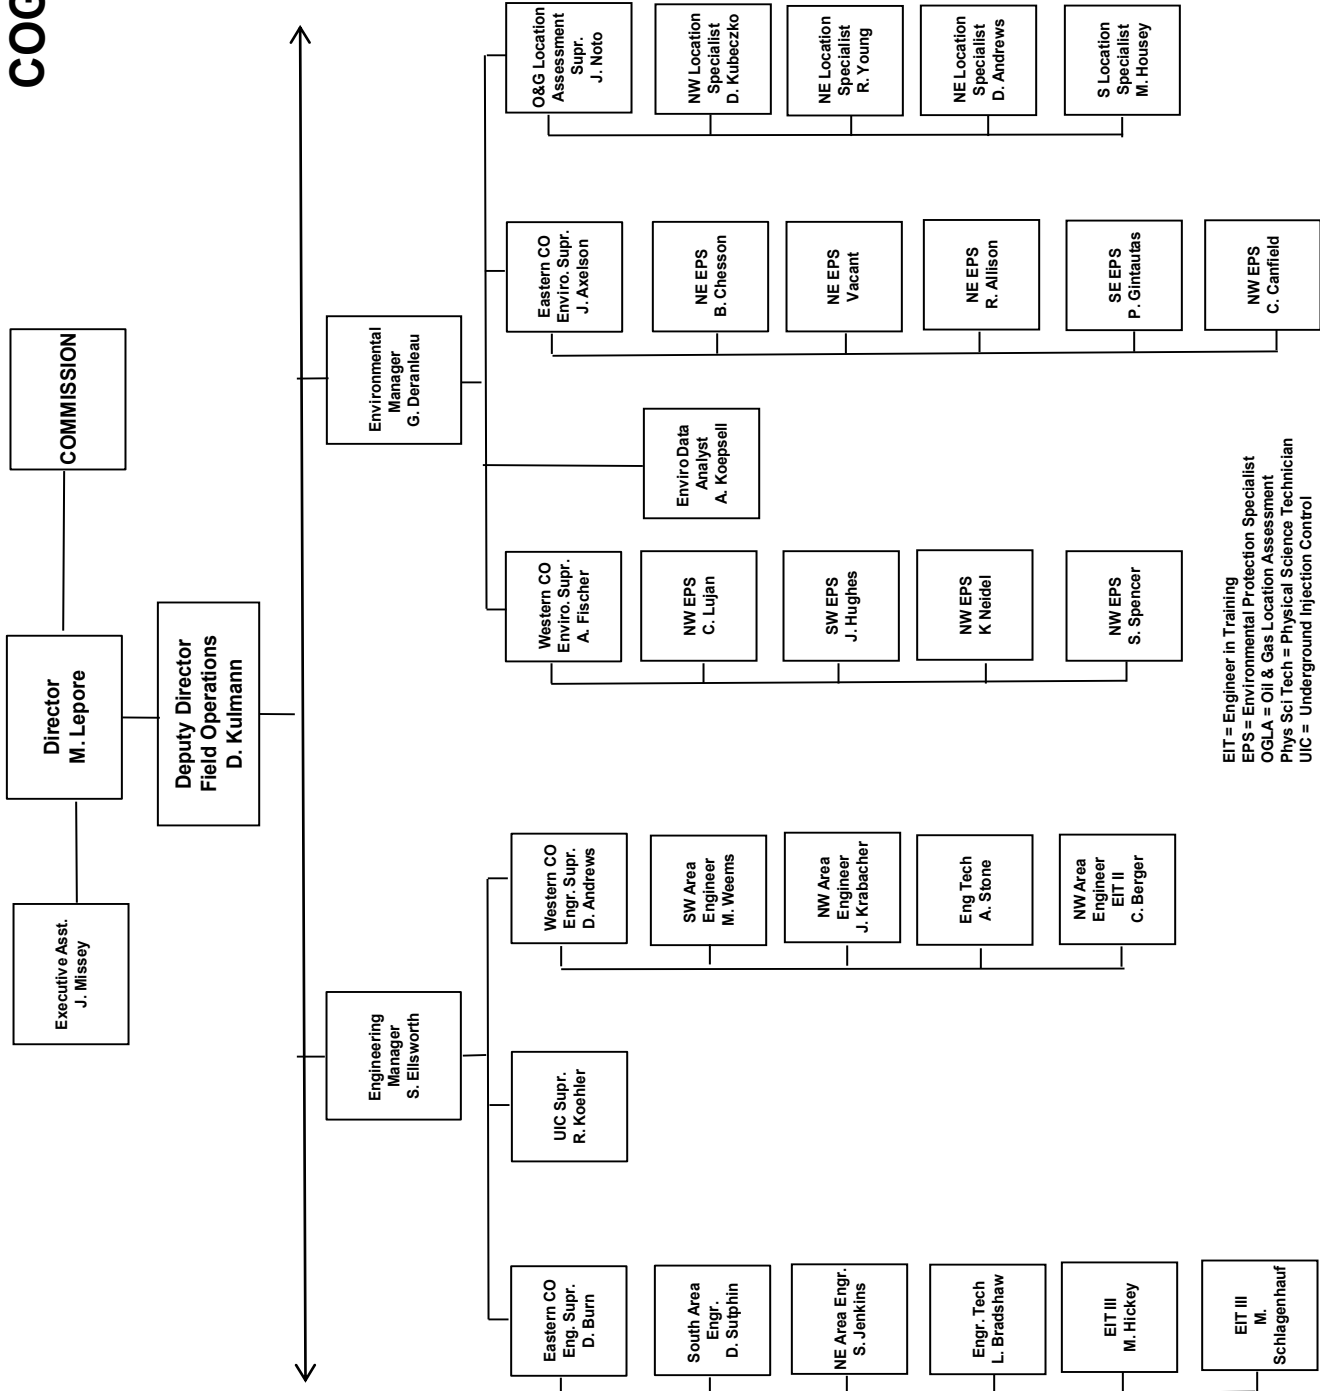 COG
COMMISSION
Director
M. Lepore
Executive Asst.
J. Missey
Deputy Director
Field Operations
D. Kulmann
Engineering
Manager
S. Ellsworth
Environmental
Manager
G. Deranleau
Eastern CO
Eng. Supr.
D. Burn
South Area
Engr.
D. Sutphin
NE Area Engr.
S. Jenkins
Engr. Tech
L. Bradshaw
EIT III
M. Hickey
EIT III
M.
Schlagenhauf
UIC Supr.
R. Koehler
Western CO
Engr. Supr.
D. Andrews
SW Area
Engineer
M. Weems
NW Area
Engineer
J. Krabacher
Eng Tech
A. Stone
NW Area
Engineer
EIT II
C. Berger
Western CO
Enviro. Supr.
A. Fischer
NW EPS
C. Lujan
SW EPS
J. Hughes
NW EPS
K Neidel
NW EPS
S. Spencer
Enviro Data
Analyst
A. Koepsell
Eastern CO
Enviro. Supr.
J. Axelson
NE EPS
B. Chesson
NE EPS
Vacant
NE EPS
R. Allison
SE EPS
P. Gintautas
NW EPS
C. Canfield
O&G Location
Assessment
Supr.
J. Noto
NW Location
Specialist
D. Kubeczko
NE Location
Specialist
R. Young
NE Location
Specialist
D. Andrews
S Location
Specialist
M. Housey
EIT = Engineer in Training
EPS = Environmental Protection Specialist
OGLA = Oil & Gas Location Assessment
Phys Sci Tech = Physical Science Technician
UIC = Underground Injection Control